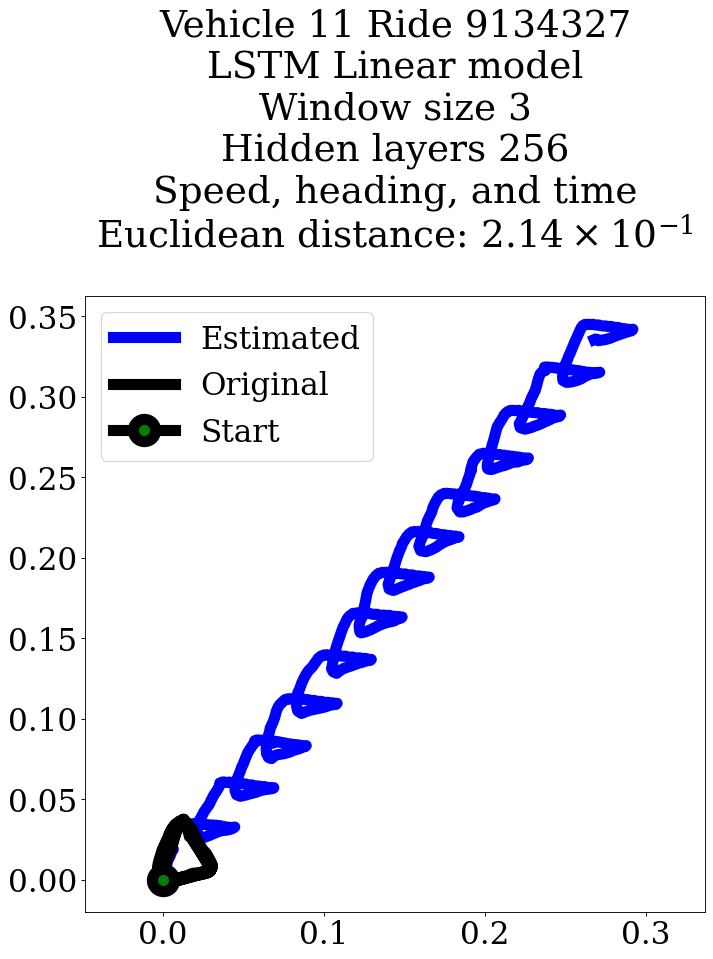 Vehicle 11 Ride 9134327
LSTM Linear model
Window size 3
Hidden layers 256
Speed, heading, and time
Euclidean distance: 2.14 × 10⁻¹
Estimated
Original
Start
0.35
0.30
0.25
0.20
0.15
0.10
0.05
0.00
0.0 0.1 0.2 0.3